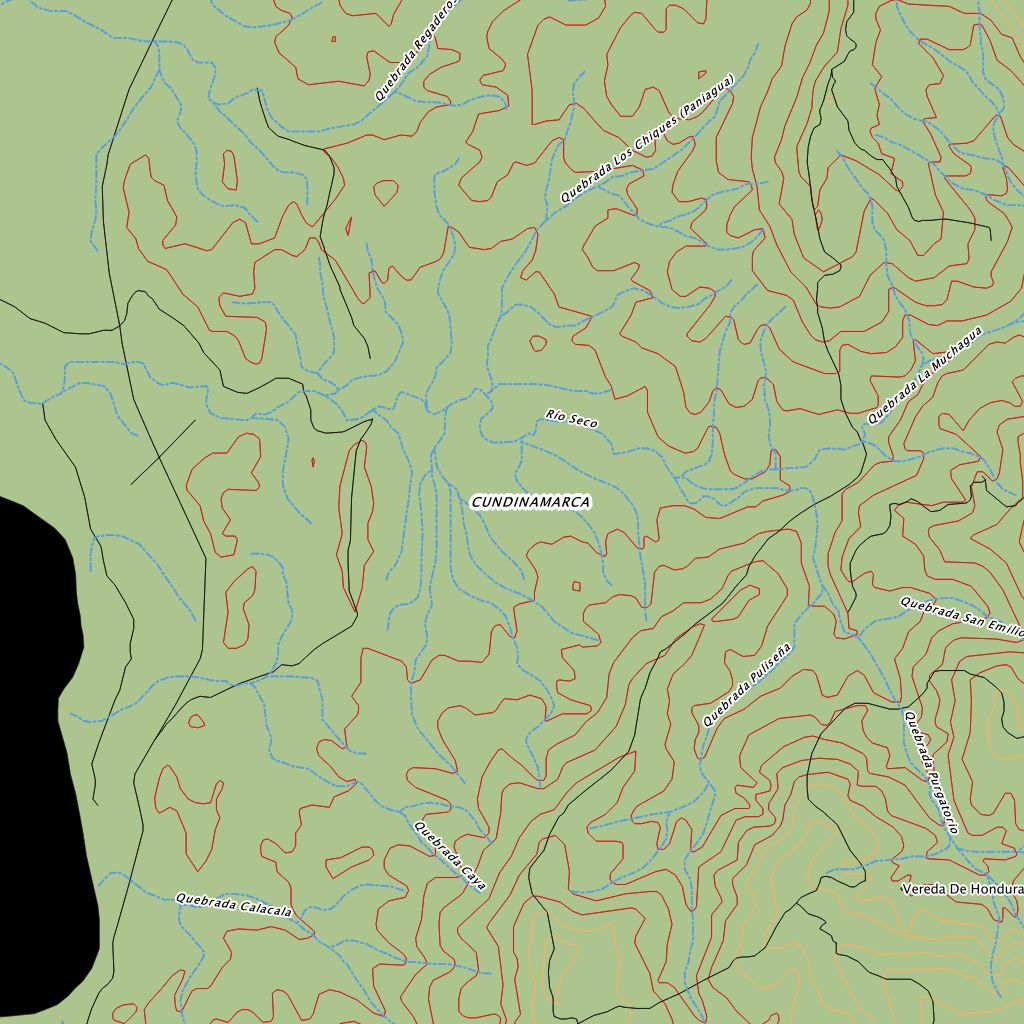 Quebrada Regadero
Quebrada Los Chiques (Paniagua)
Quebrada La Muchagua
Río Seco
CUNDINAMARCA
Quebrada San Emilio
Quebrada Puliseña
Quebrada Purgatorio
Quebrada Caya
Vereda De Hondura
Quebrada Calacala